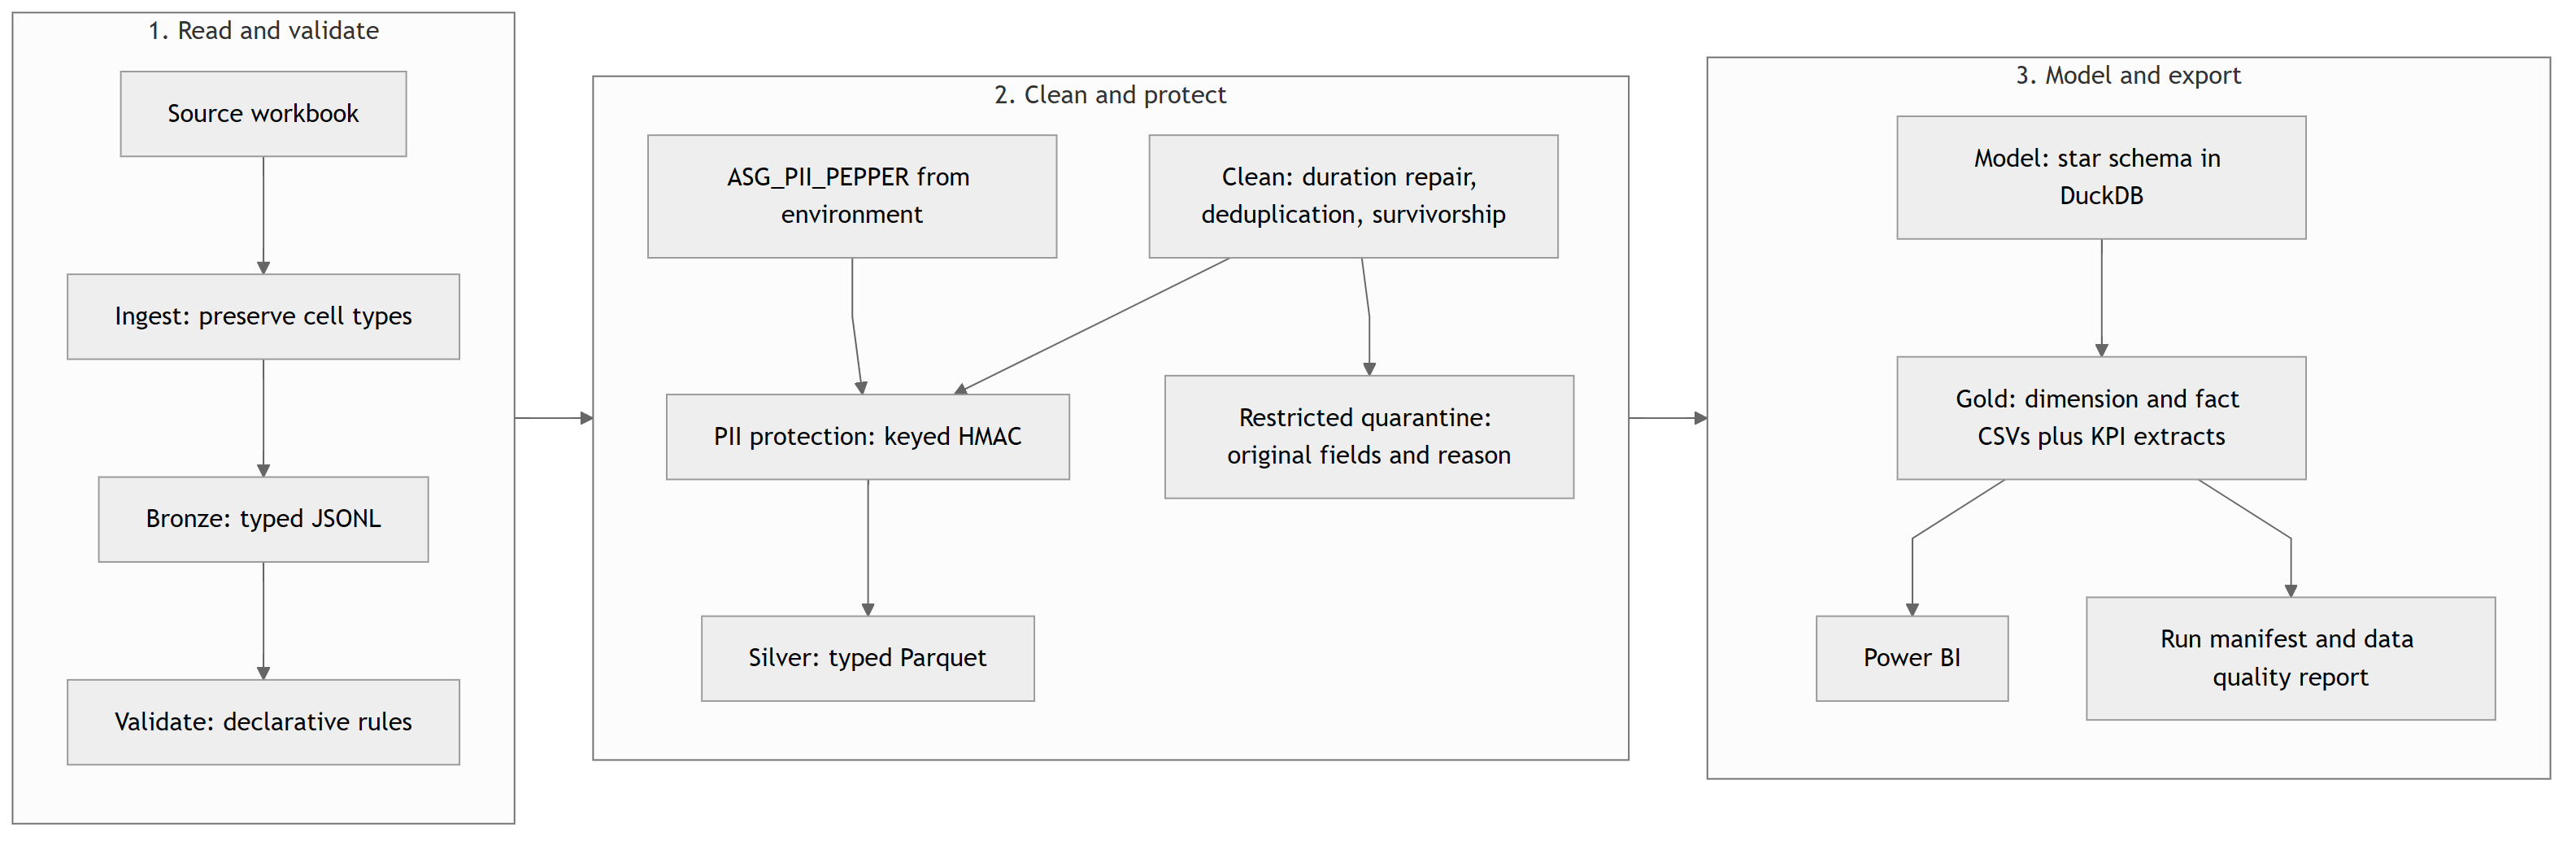 1. Read and validate
Source workbook
Ingest: preserve cell types
Bronze: typed JSONL
Validate: declarative rules
2. Clean and protect
ASG_PII_PEPPER from
environment
Clean: duration repair,
deduplication, survivorship
PII protection: keyed HMAC
Restricted quarantine:
original fields and reason
Silver: typed Parquet
3. Model and export
Model: star schema in
DuckDB
Gold: dimension and fact
CSVs plus KPI extracts
Power BI
Run manifest and data
quality report